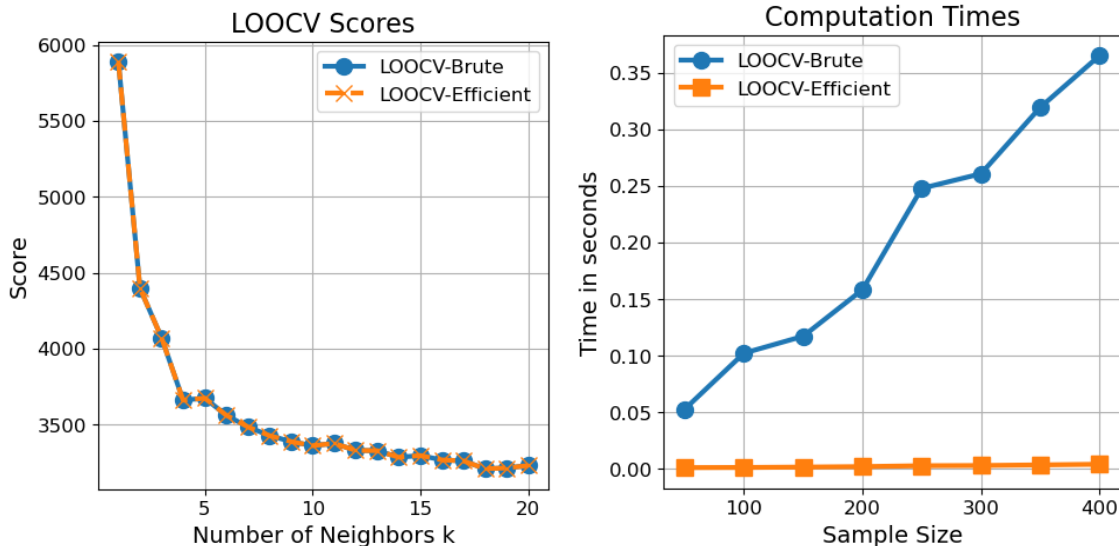 LOOCV Scores
LOOCV-Brute
LOOCV-Efficient
6000
5500
5000
4500
4000
3500
Score
5 10 15 20
Number of Neighbors k
Computation Times
LOOCV-Brute
LOOCV-Efficient
0.35
0.30
0.25
0.20
0.15
0.10
0.05
0.00
Time in seconds
100 200 300 400
Sample Size